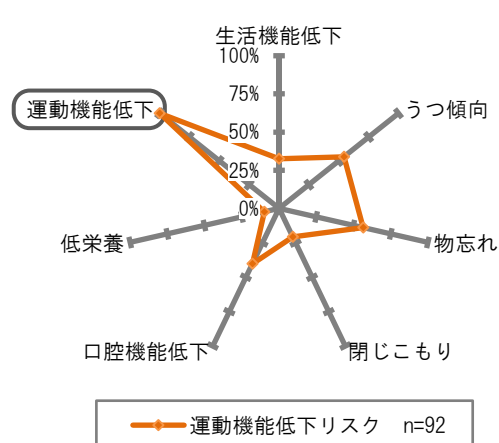 生活機能低下
100%
75%
50%
25%
0%
うつ傾向
物忘れ
閉じこもり
口腔機能低下
低栄養
運動機能低下
運動機能低下リスク n=92